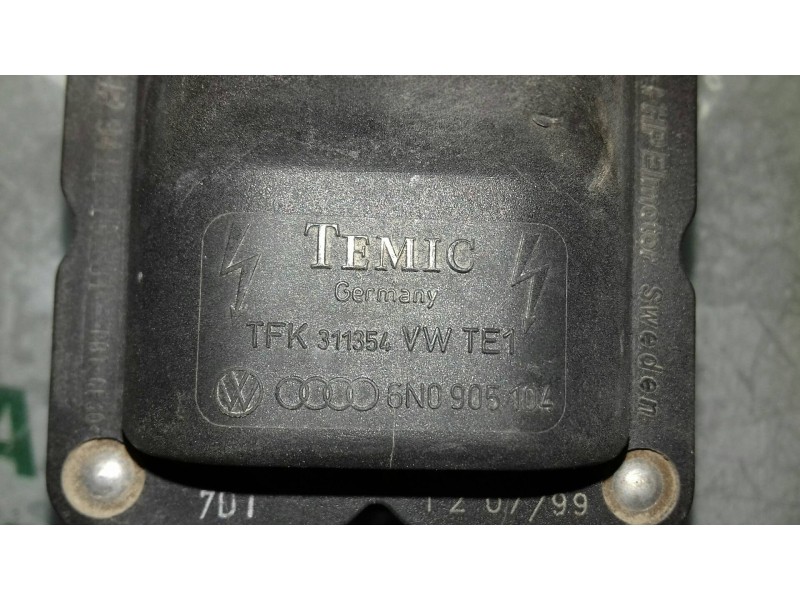 TEMIC
Germany
TFK 311354 VW TE1
6N0 905 104
Sweden
7D1
12 07/99